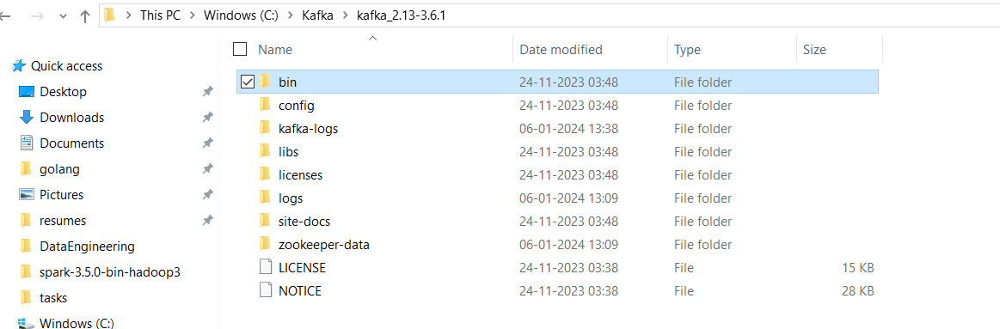 This PC > Windows (C:) > Kafka > kafka_2.13-3.6.1
Name Date modified Type Size
Quick access
Desktop
Downloads
Documents
golang
Pictures
resumes
DataEngineering
spark-3.5.0-bin-hadoop3
tasks
Windows (C:)
bin 24-11-2023 03:48 File folder
config 24-11-2023 03:48 File folder
kafka-logs 06-01-2024 13:38 File folder
libs 24-11-2023 03:48 File folder
licenses 24-11-2023 03:48 File folder
logs 06-01-2024 13:09 File folder
site-docs 24-11-2023 03:48 File folder
zookeeper-data 06-01-2024 13:09 File folder
LICENSE 24-11-2023 03:38 File 15 KB
NOTICE 24-11-2023 03:38 File 28 KB